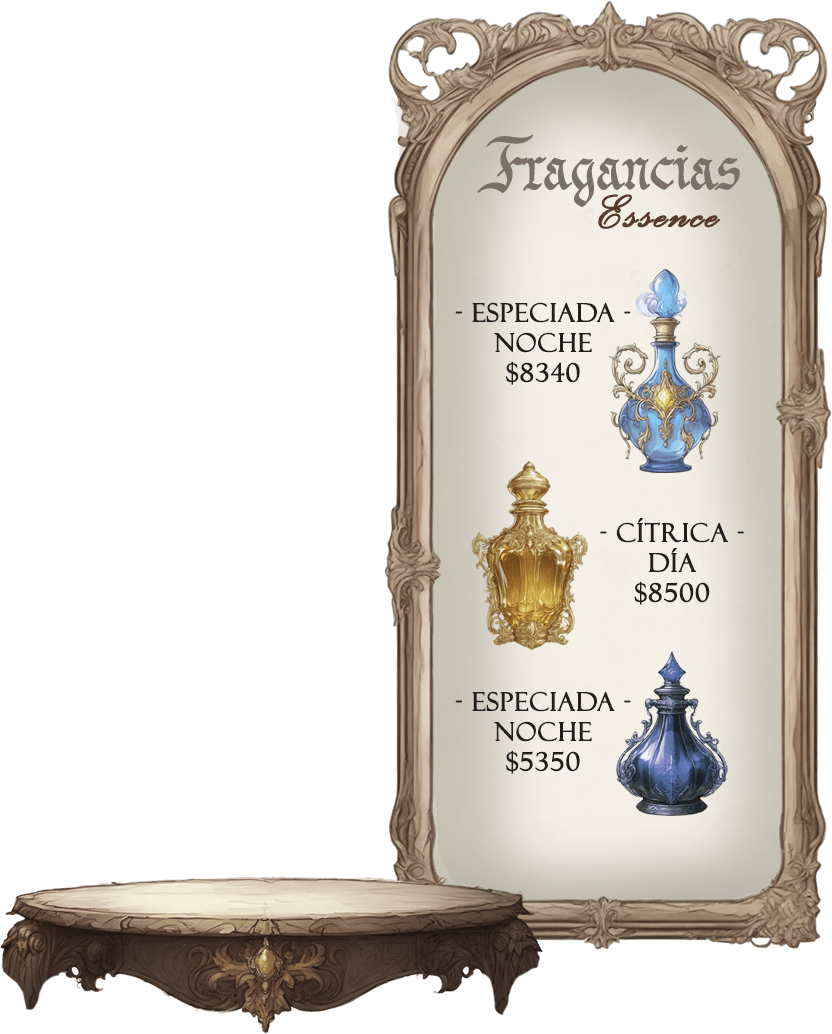 Fragancias
Essence
- ESPECIADA -
NOCHE
$8340
- CÍTRICA -
DÍA
$8500
- ESPECIADA -
NOCHE
$5350